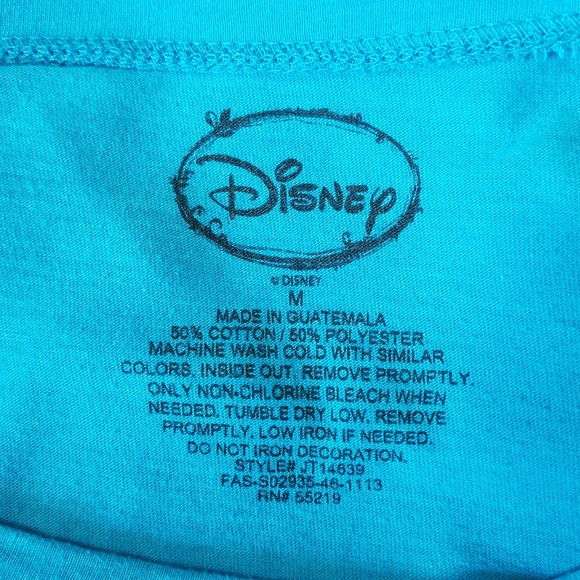 Disney
© DISNEY
M
MADE IN GUATEMALA
50% COTTON / 50% POLYESTER
MACHINE WASH COLD WITH SIMILAR
COLORS. INSIDE OUT. REMOVE PROMPTLY.
ONLY NON-CHLORINE BLEACH WHEN
NEEDED. TUMBLE DRY LOW. REMOVE
PROMPTLY. LOW IRON IF NEEDED.
DO NOT IRON DECORATION.
STYLE# JT14639
FAS-S02935-46-1113
RN# 55219